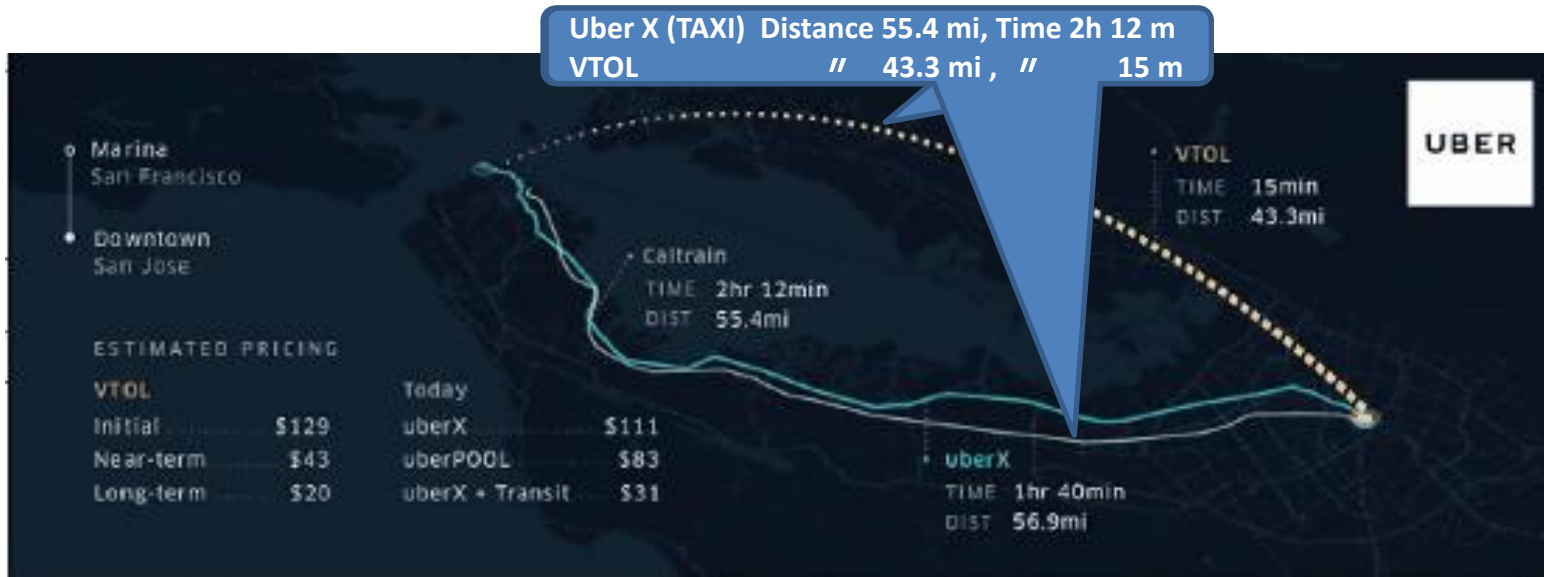 Uber X (TAXI) Distance 55.4 mi, Time 2h 12 m
VTOL 〃 43.3 mi , 〃 15 m
UBER
Marina
San Francisco
Downtown
San Jose
VTOL
TIME 15min
DIST 43.3mi
Caltrain
TIME 2hr 12min
DIST 55.4mi
ESTIMATED PRICING
VTOL
Initial $129
Near-term $43
Long-term $20
Today
uberX $111
uberPOOL $83
uberX + Transit $31
uberX
TIME 1hr 40min
DIST 56.9mi